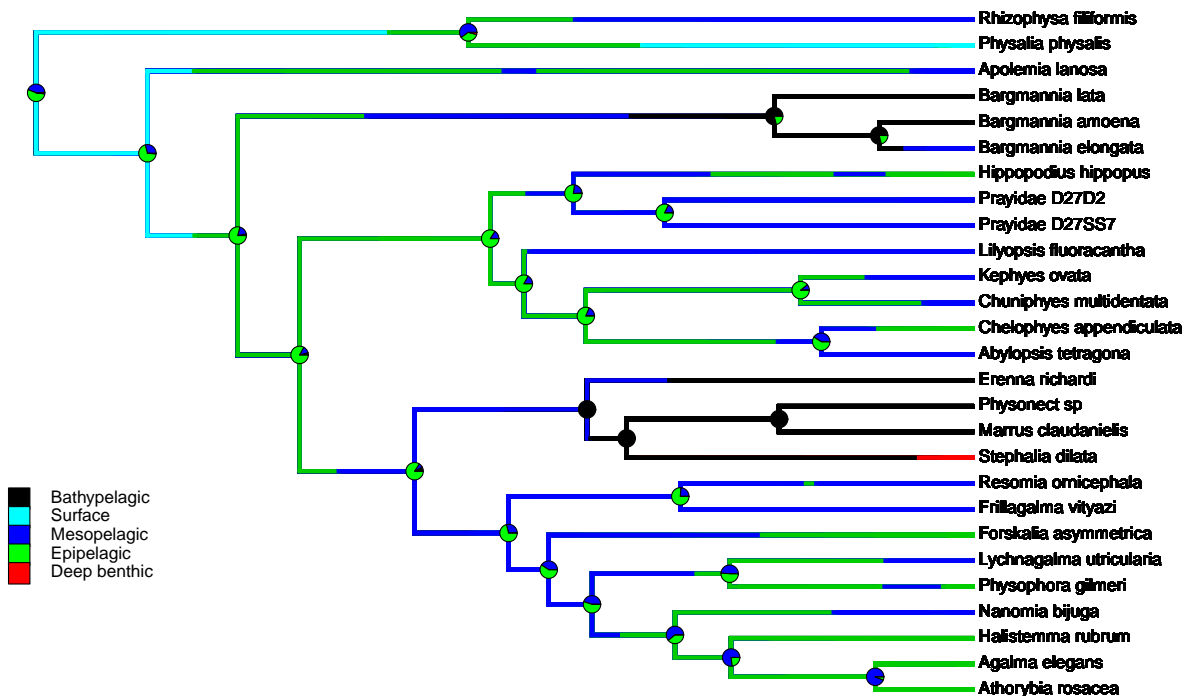 Rhizophysa filiformis
Physalia physalis
Apolemia lanosa
Bargmannia lata
Bargmannia amoena
Bargmannia elongata
Hippopodius hippopus
Prayidae D27D2
Prayidae D27SS7
Lilyopsis fluoracantha
Kephyes ovata
Chuniphyes multidentata
Chelophyes appendiculata
Abylopsis tetragona
Erenna richardi
Physonect sp
Marrus claudanielis
Stephalia dilata
Resomia ornicephala
Frillagalma vityazi
Forskalia asymmetrica
Lychnagalma utricularia
Physophora gilmeri
Nanomia bijuga
Halistemma rubrum
Agalma elegans
Athorybia rosacea
Bathypelagic
Surface
Mesopelagic
Epipelagic
Deep benthic